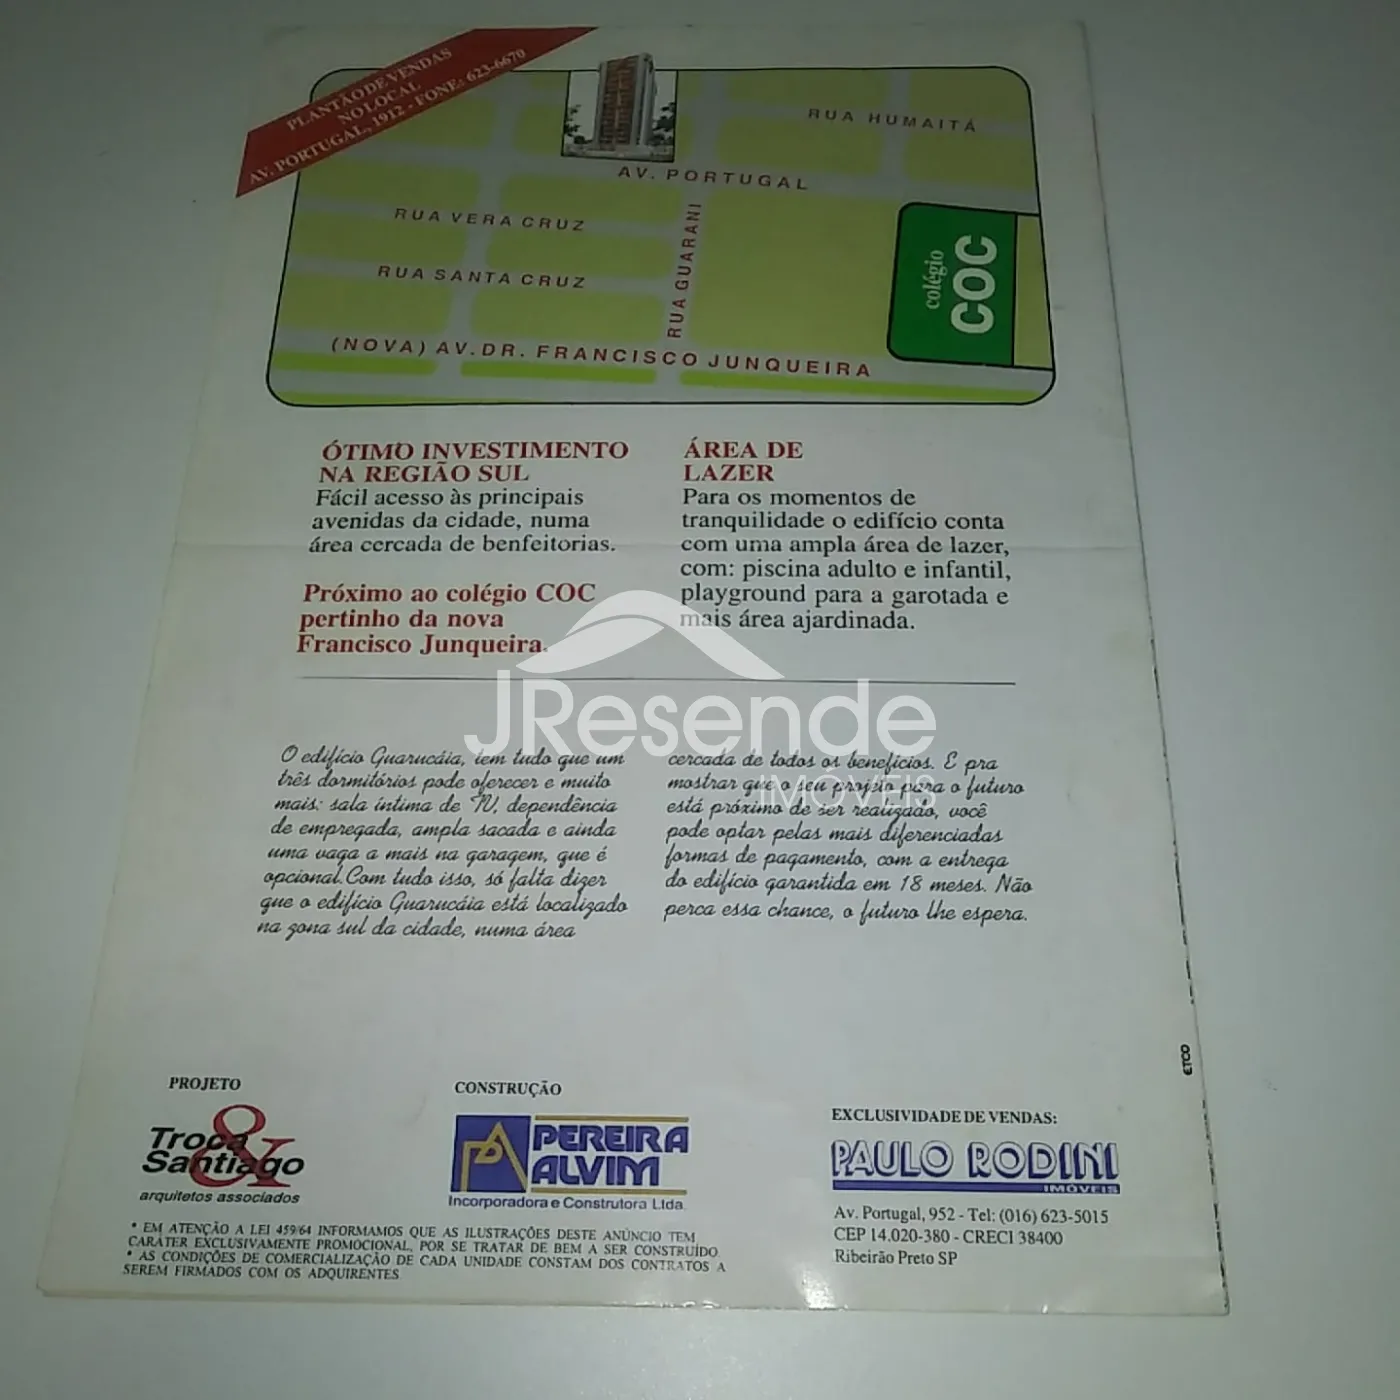 PLANTÃO DE VENDAS
NO LOCAL
AV. PORTUGAL, 1912 - FONE: 623-6670
RUA HUMAITÁ
AV. PORTUGAL
RUA VERA CRUZ
RUA GUARANI
RUA SANTA CRUZ
colégio
COC
(NOVA) AV. DR. FRANCISCO JUNQUEIRA
ÓTIMO INVESTIMENTO
NA REGIÃO SUL
Fácil acesso às principais
avenidas da cidade, numa
área cercada de benfeitorias.
Próximo ao colégio COC
pertinho da nova
Francisco Junqueira.
ÁREA DE
LAZER
Para os momentos de
tranquilidade o edifício conta
com uma ampla área de lazer,
com: piscina adulto e infantil,
playground para a garotada e
mais área ajardinada.
JResende
IMÓVEIS
O edifício Guarucáia, tem tudo que um
três dormitórios pode oferecer e muito
mais: sala íntima de TV, dependência
de empregada, ampla sacada e ainda
uma vaga a mais na garagem, que é
opcional. Com tudo isso, só falta dizer
que o edifício Guarucáia está localizado
na zona sul da cidade, numa área
cercada de todos os benefícios. E pra
mostrar que o seu projeto para o futuro
está próximo de ser realizado, você
pode optar pelas mais diferenciadas
formas de pagamento, com a entrega
do edifício garantida em 18 meses. Não
perca essa chance, o futuro lhe espera.
ETCO
PROJETO
Troca &
Santiago
arquitetos associados
CONSTRUÇÃO
PEREIRA
ALVIM
Incorporadora e Construtora Ltda.
EXCLUSIVIDADE DE VENDAS:
PAULO RODINI
IMÓVEIS
Av. Portugal, 952 - Tel: (016) 623-5015
CEP 14.020-380 - CRECI 38400
Ribeirão Preto SP
* EM ATENÇÃO A LEI 459/64 INFORMAMOS QUE AS ILUSTRAÇÕES DESTE ANÚNCIO TEM
CARÁTER EXCLUSIVAMENTE PROMOCIONAL, POR SE TRATAR DE BEM A SER CONSTRUÍDO.
* AS CONDIÇÕES DE COMERCIALIZAÇÃO DE CADA UNIDADE CONSTAM DOS CONTRATOS A
SEREM FIRMADOS COM OS ADQUIRENTES